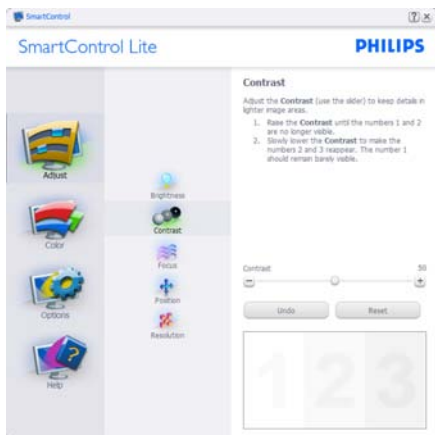 SmartControl
SmartControl Lite
PHILIPS
Adjust
Color
Options
Help
Brightness
Contrast
Focus
Position
Resolution
Contrast
Adjust the Contrast (use the slider) to keep details in
lighter image areas.
1. Raise the Contrast until the numbers 1 and 2
are no longer visible.
2. Slowly lower the Contrast to make the
numbers 2 and 3 reappear. The number 1
should remain barely visible.
Contrast 50
Undo Reset
1 2 3